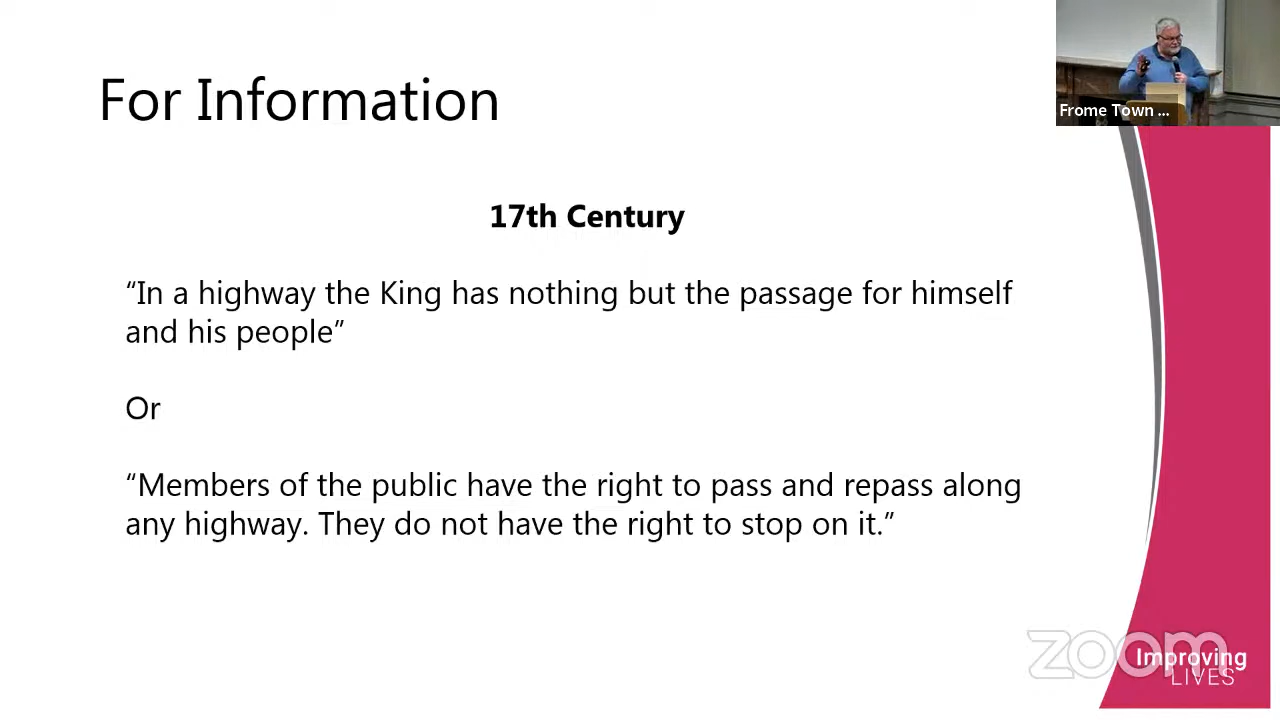 For Information
Frome Town ...
17th Century
“In a highway the King has nothing but the passage for himself
and his people”
Or
“Members of the public have the right to pass and repass along
any highway. They do not have the right to stop on it.”
zoom
Improving
LIVES